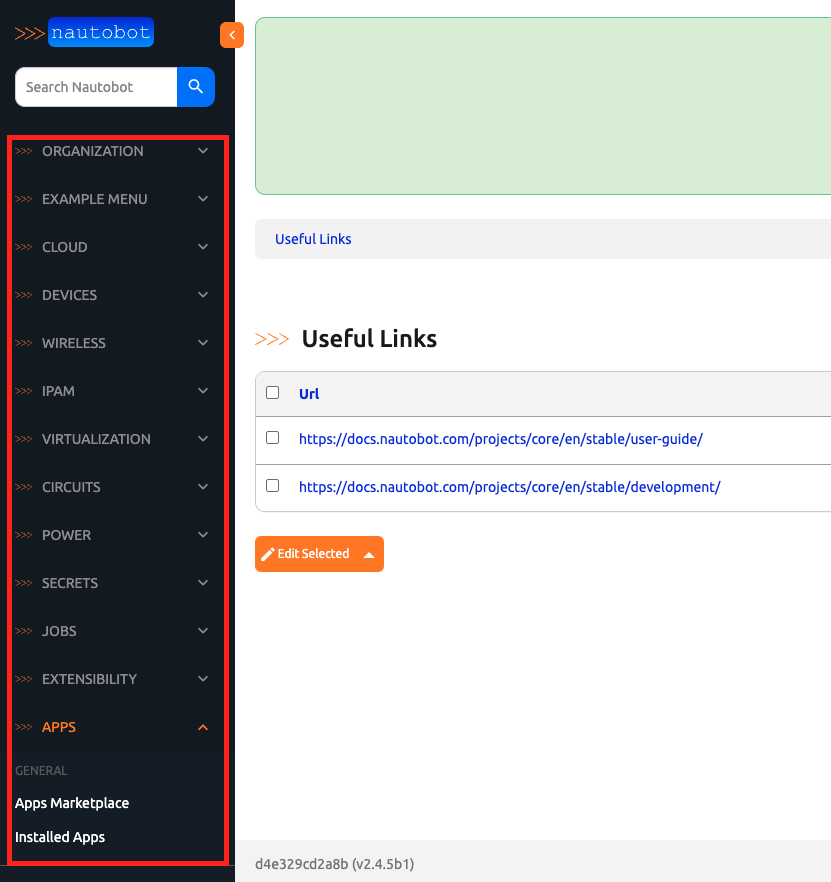 >>> nautobot
Search Nautobot
>>> ORGANIZATION
>>> EXAMPLE MENU
>>> CLOUD
>>> DEVICES
>>> WIRELESS
>>> IPAM
>>> VIRTUALIZATION
>>> CIRCUITS
>>> POWER
>>> SECRETS
>>> JOBS
>>> EXTENSIBILITY
>>> APPS
GENERAL
Apps Marketplace
Installed Apps
Useful Links
>>> Useful Links
Url
https://docs.nautobot.com/projects/core/en/stable/user-guide/
https://docs.nautobot.com/projects/core/en/stable/development/
Edit Selected
d4e329cd2a8b (v2.4.5b1)